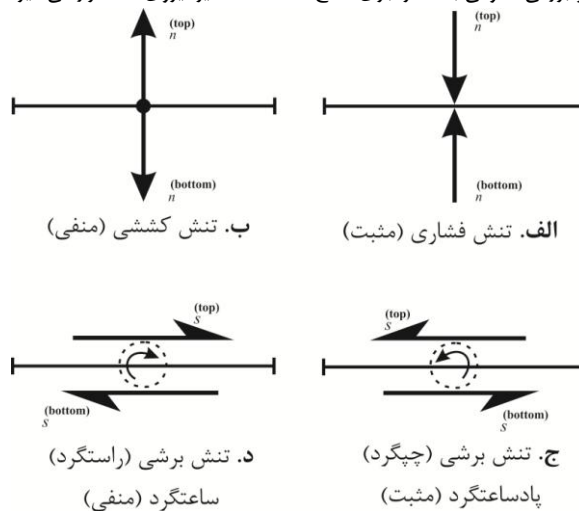 (top)
n
(bottom)
n
الف. تنش فشاری (مثبت)
(top)
n
(bottom)
n
ب. تنش کششی (منفی)
(top)
s
(bottom)
s
ج. تنش برشی (چپگرد)
پادساعتگرد (مثبت)
(top)
s
(bottom)
s
د. تنش برشی (راستگرد)
ساعتگرد (منفی)